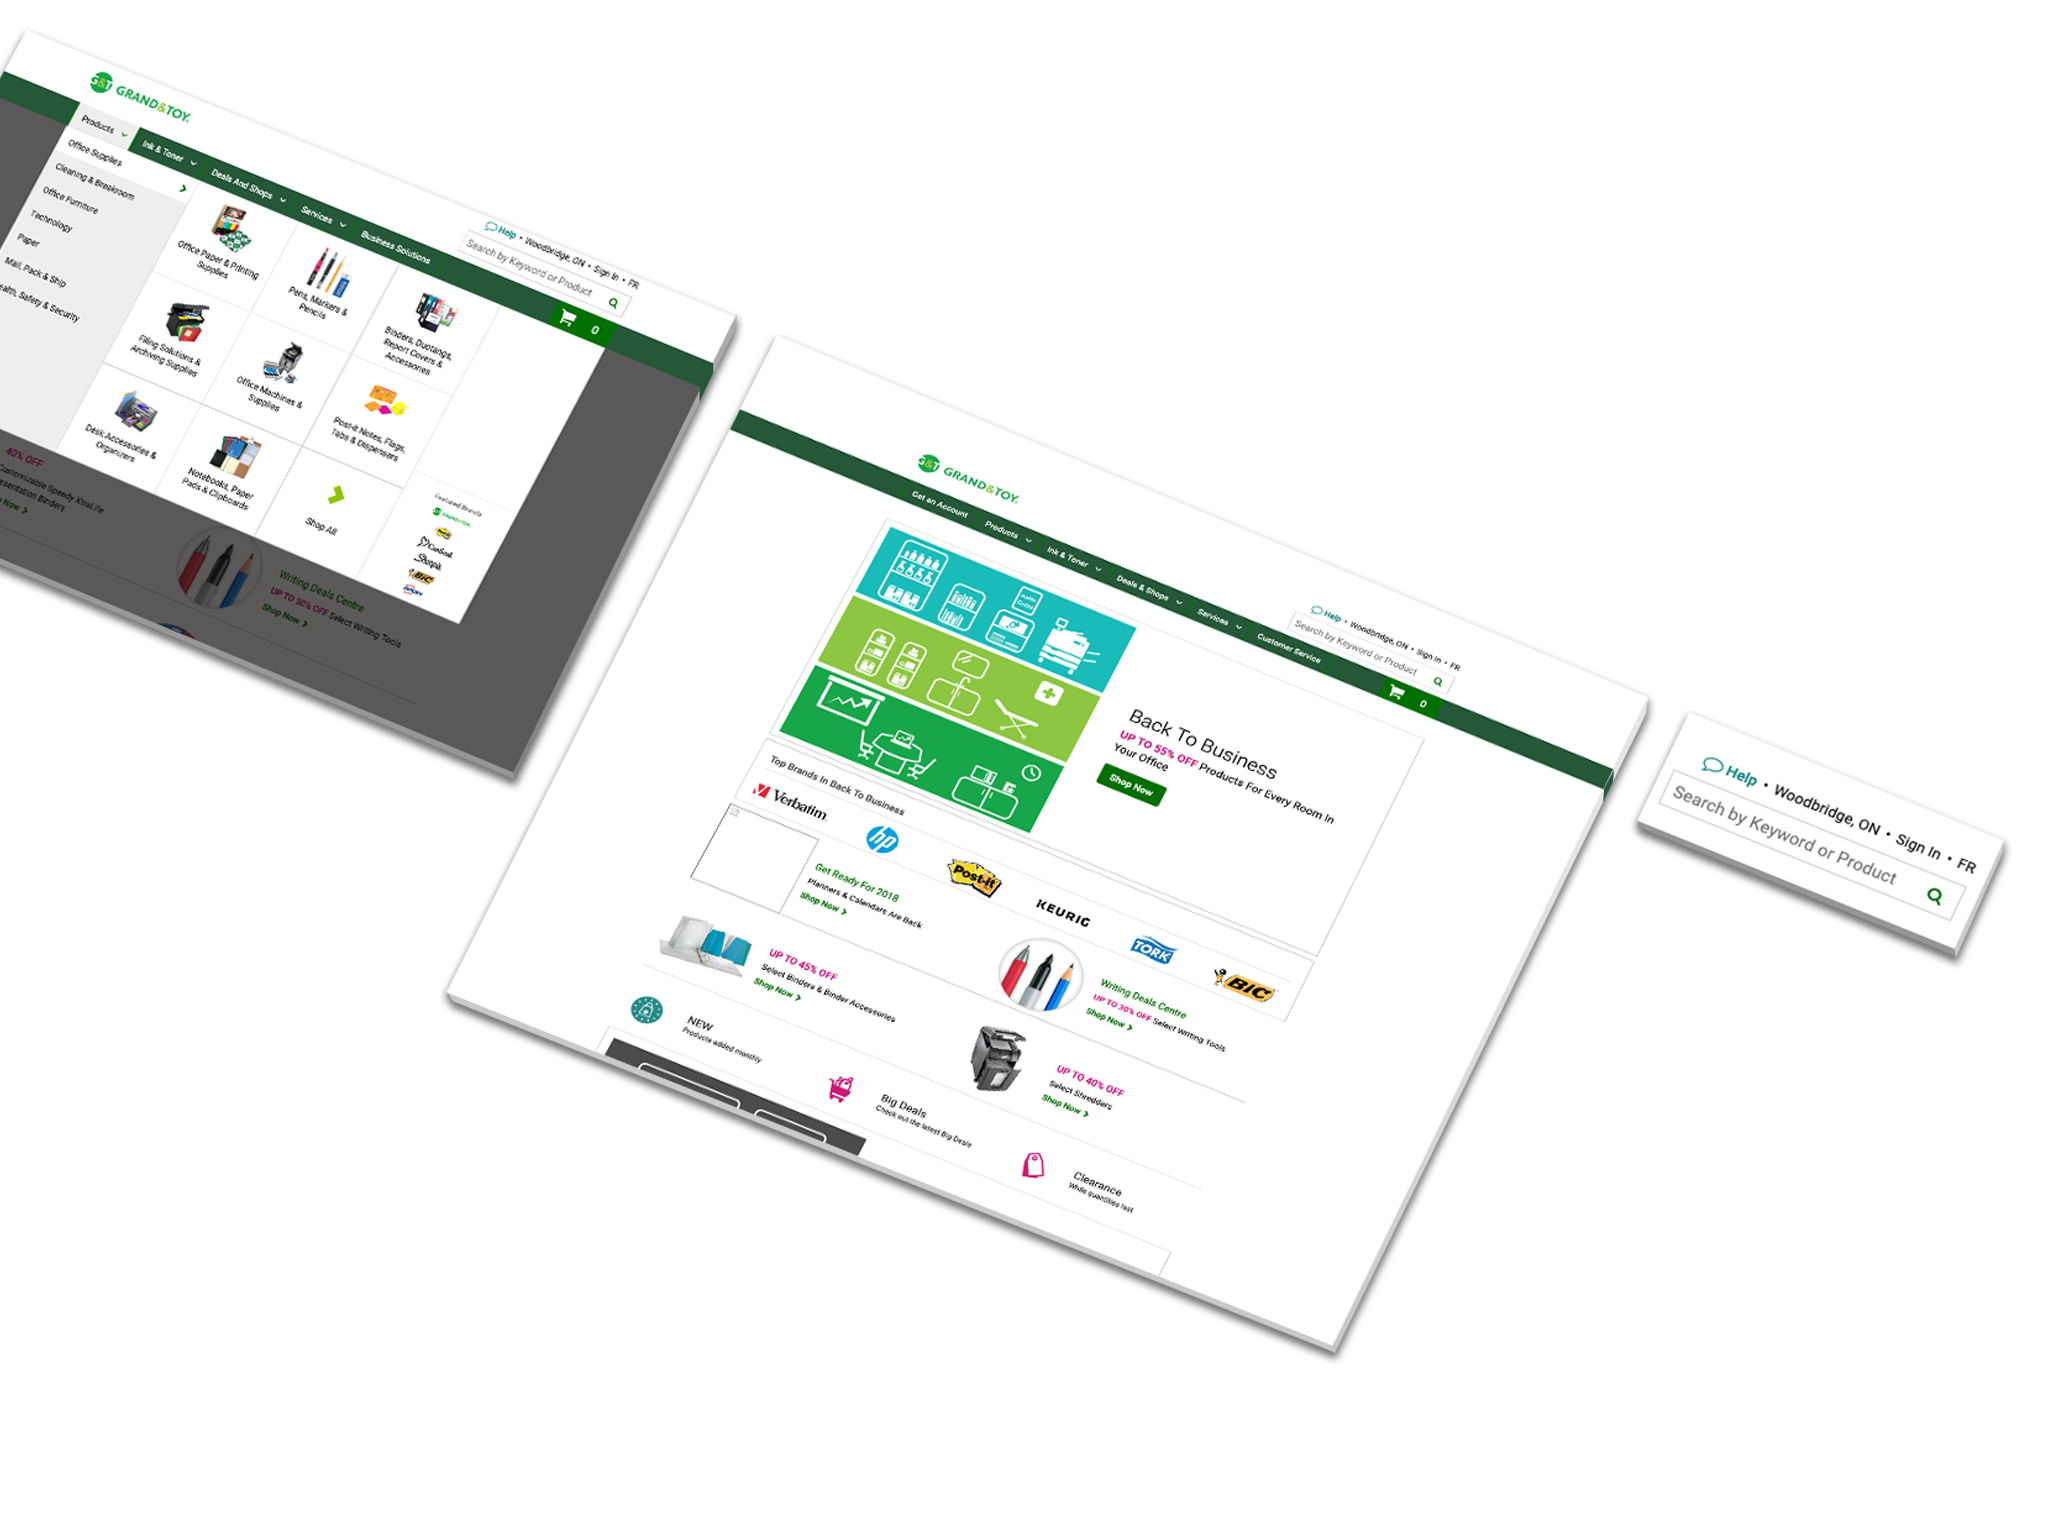 G&T GRAND&TOY
Products
Ink & Toner
Deals And Shops
Services
Business Solutions
Help • Woodbridge, ON • Sign In • FR
Search by Keyword or Product
0
Office Supplies
Cleaning & Breakroom
Office Furniture
Technology
Paper
Mail, Pack & Ship
ealth, Safety & Security
Office Paper & Printing
Supplies
Pens, Markers &
Pencils
Binders, Duotangs,
Report Covers &
Accessories
Filing Solutions &
Archiving Supplies
Office Machines &
Supplies
Post-it Notes, Flags,
Tabs & Dispensers
Desk Accessories &
Organizers
Notebooks, Paper
Pads & Clipboards
Shop All
Featured Brands
GRAND&TOY
Post-it
Sharpie
BIC
AVERY
40% OFF
Customizable Speedy XtraLife
esentation Binders
Now
Writing Deals Centre
UP TO 50% OFF Select Writing Tools
Shop Now
G&T GRAND&TOY
Get an Account
Products
Ink & Toner
Deals & Shops
Services
Customer Service
Help • Woodbridge, ON • Sign In • FR
Search by Keyword or Product
0
Back To Business
UP TO 55% OFF Products For Every Room In
Your Office
Shop Now
Top Brands In Back To Business
Verbatim
hp
Post-it
KEURIG
TORK
BIC
Get Ready For 2018
Planners & Calendars Are Back
Shop Now
Writing Deals Centre
UP TO 30% OFF Select Writing Tools
Shop Now
UP TO 45% OFF
Select Binders & Binder Accessories
Shop Now
UP TO 40% OFF
Select Shredders
Shop Now
NEW
Products added monthly
Big Deals
Check out the latest Big Deals
Clearance
While quantities last
Help • Woodbridge, ON • Sign In • FR
Search by Keyword or Product